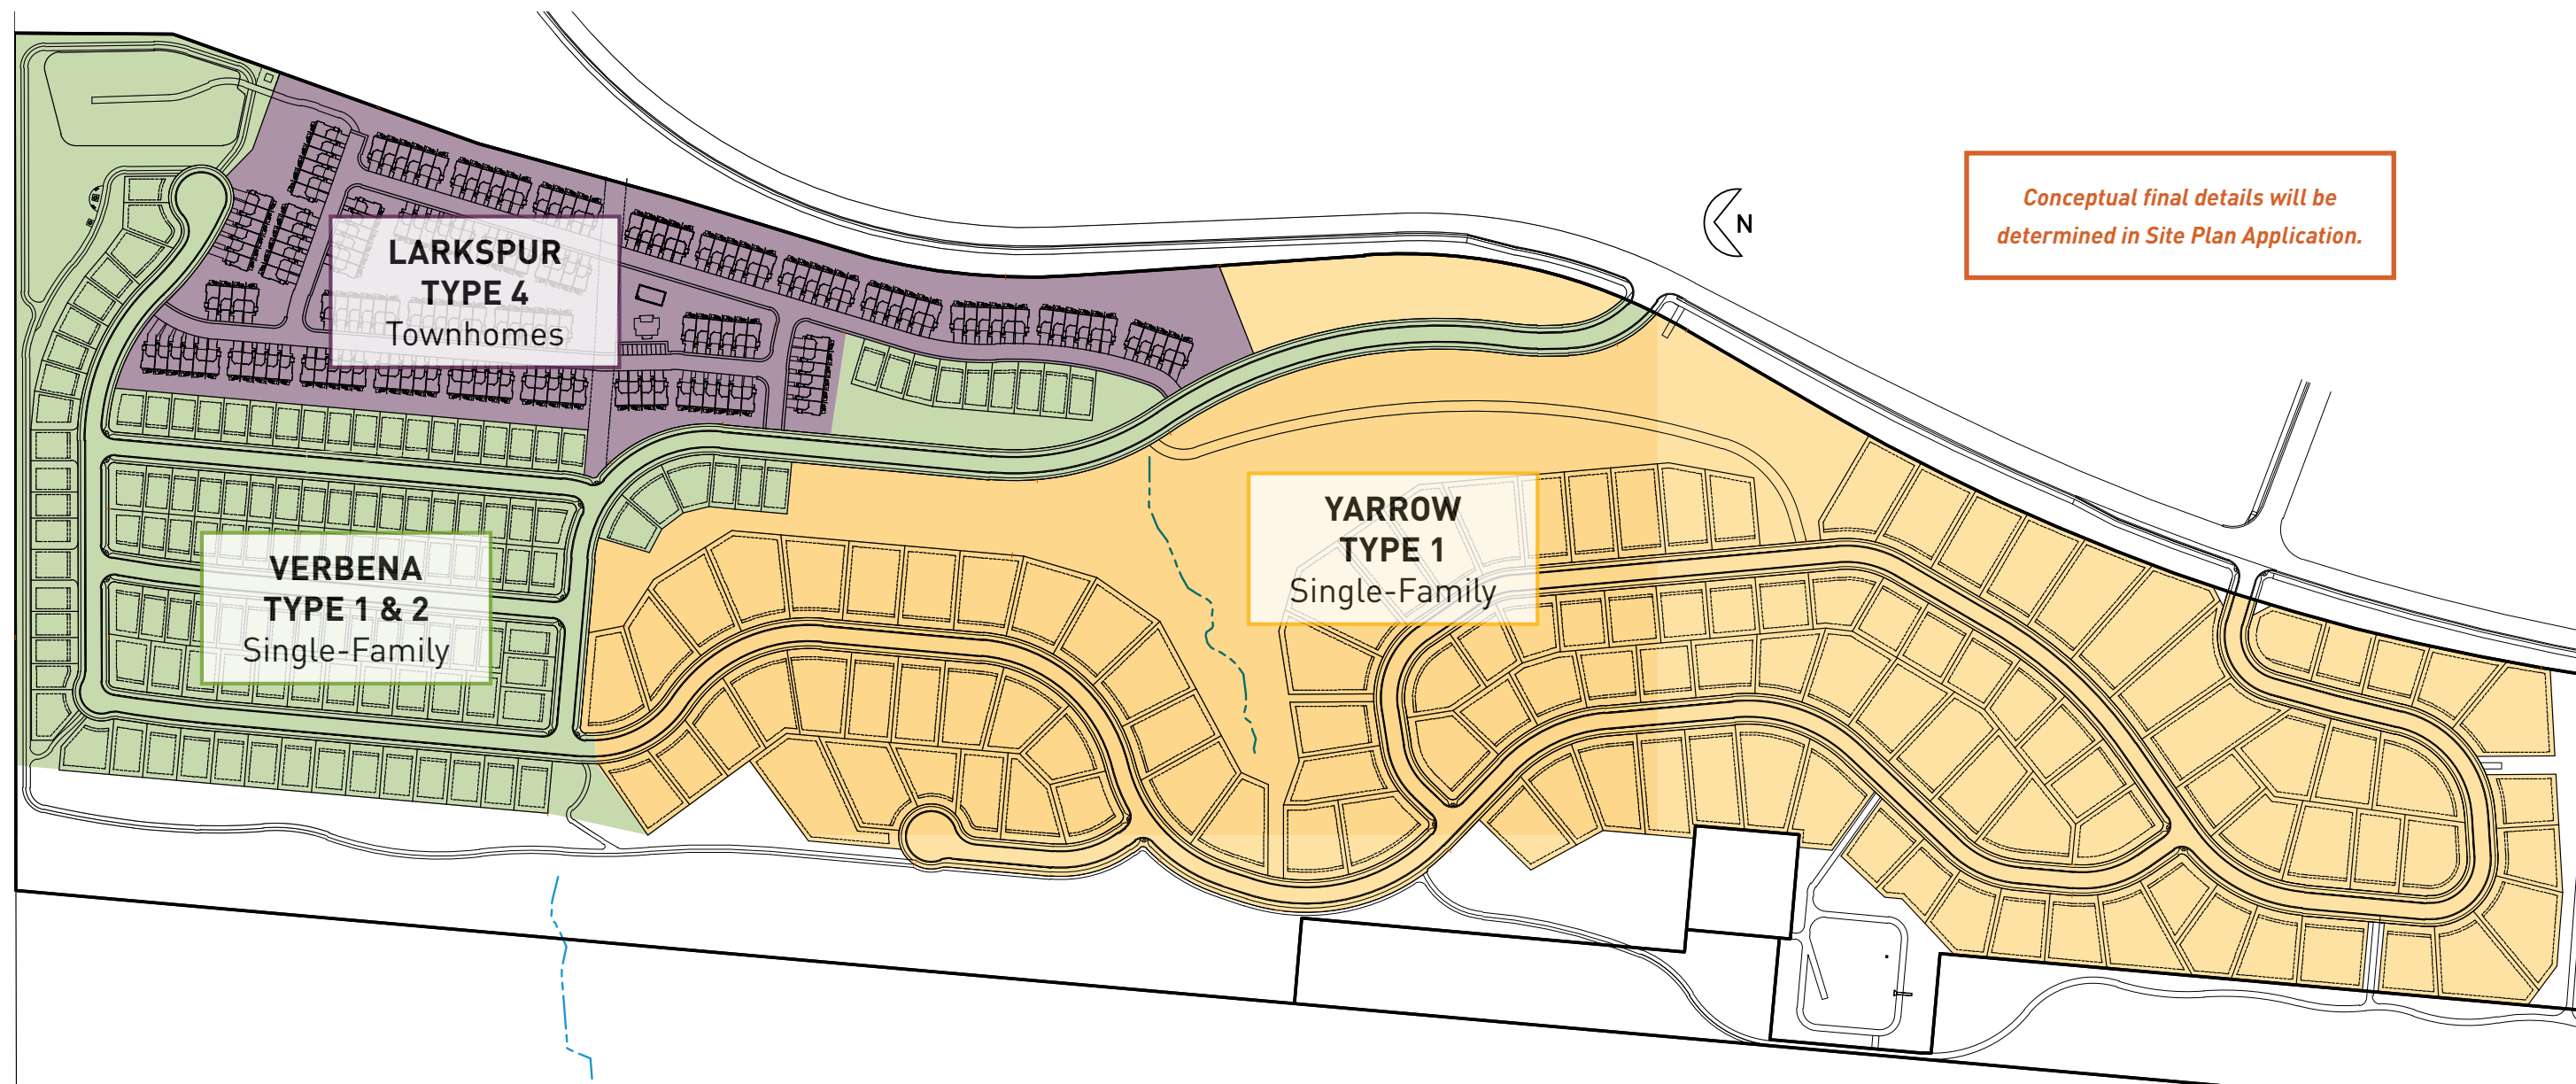 Conceptual final details will be
determined in Site Plan Application.
N
LARKSPUR
TYPE 4
Townhomes
YARROW
TYPE 1
Single-Family
VERBENA
TYPE 1 & 2
Single-Family